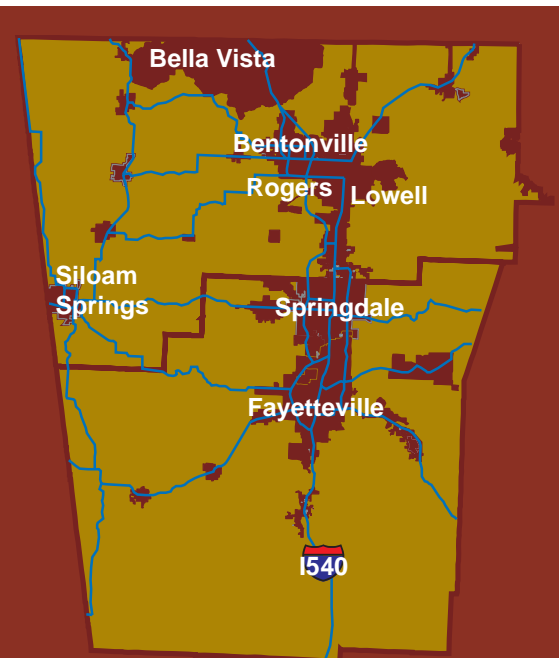 Bella Vista
Bentonville
Rogers
Lowell
Siloam
Springs
Springdale
Fayetteville
I540